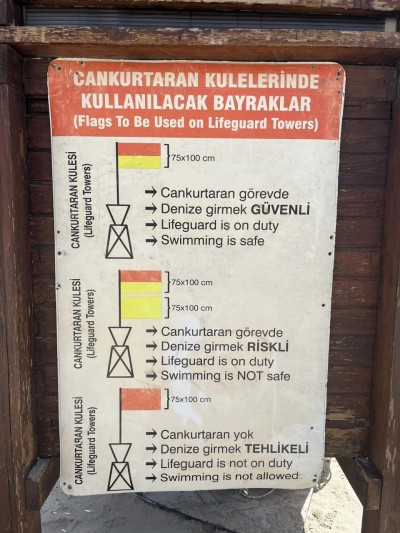 CANKURTARAN KULELERİNDE
KULLANILACAK BAYRAKLAR
(Flags To Be Used on Lifeguard Towers)
CANKURTARAN KULESİ
(Lifeguard Towers)
75x100 cm
→ Cankurtaran görevde
→ Denize girmek GÜVENLİ
→ Lifeguard is on duty
→ Swimming is safe
CANKURTARAN KULESİ
(Lifeguard Towers)
75x100 cm
75x100 cm
→ Cankurtaran görevde
→ Denize girmek RİSKLİ
→ Lifeguard is on duty
→ Swimming is NOT safe
CANKURTARAN KULESİ
(Lifeguard Towers)
75x100 cm
→ Cankurtaran yok
→ Denize girmek TEHLİKELİ
→ Lifeguard is not on duty
→ Swimming is not allowed